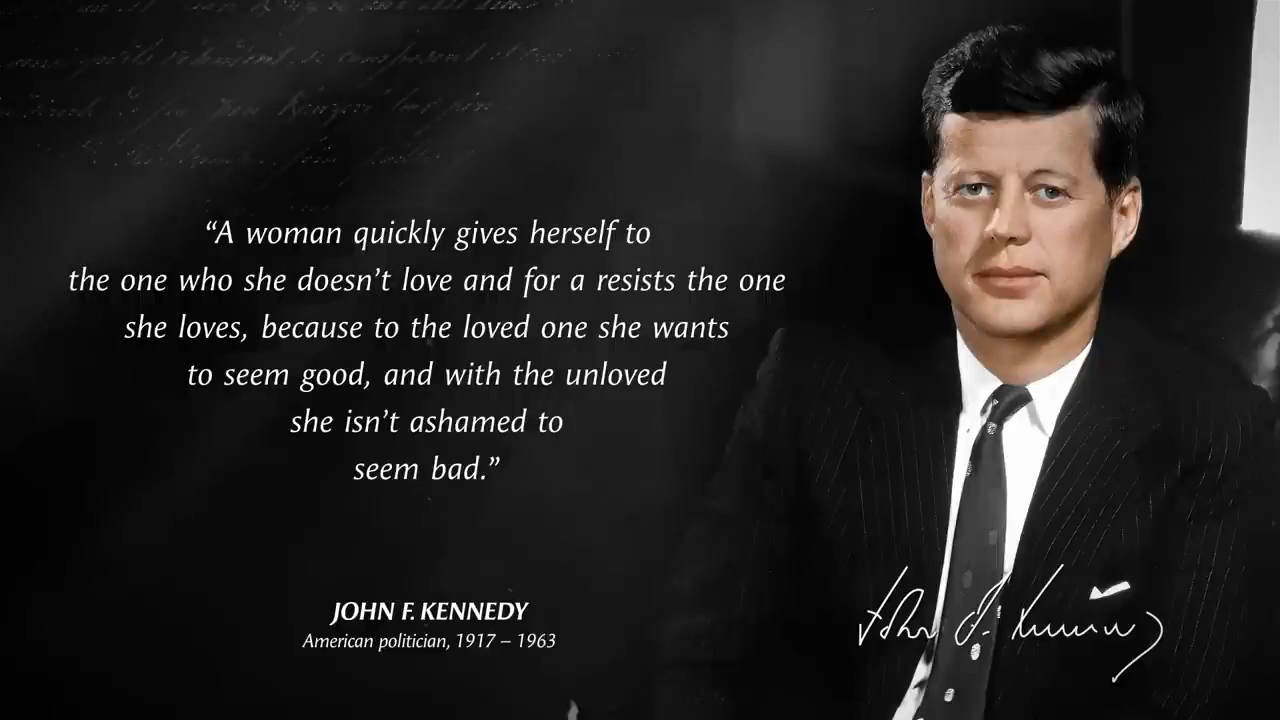 “A woman quickly gives herself to
the one who she doesn’t love and for a resists the one
she loves, because to the loved one she wants
to seem good, and with the unloved
she isn’t ashamed to
seem bad.”
JOHN F. KENNEDY
American politician, 1917 – 1963
John F. Kennedy